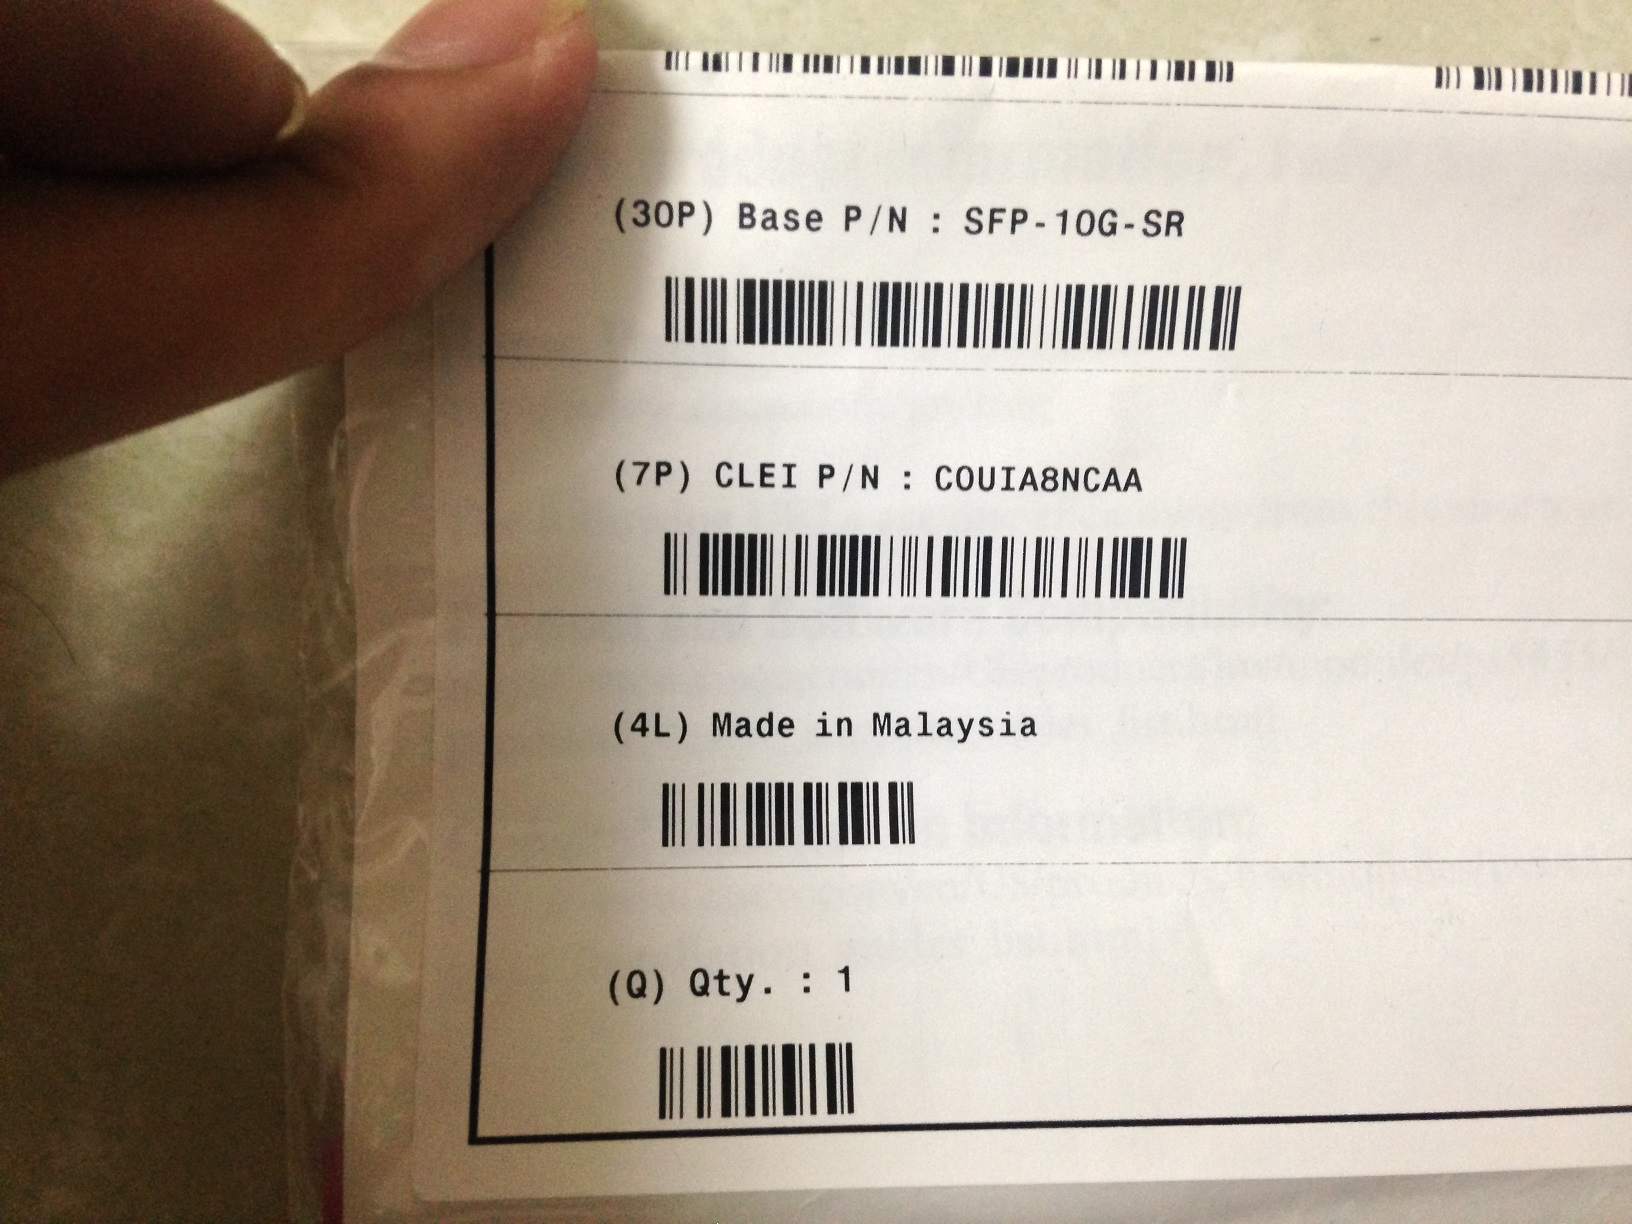 (30P) Base P/N : SFP-10G-SR
(7P) CLEI P/N : COUIA8NCAA
(4L) Made in Malaysia
(Q) Qty. : 1